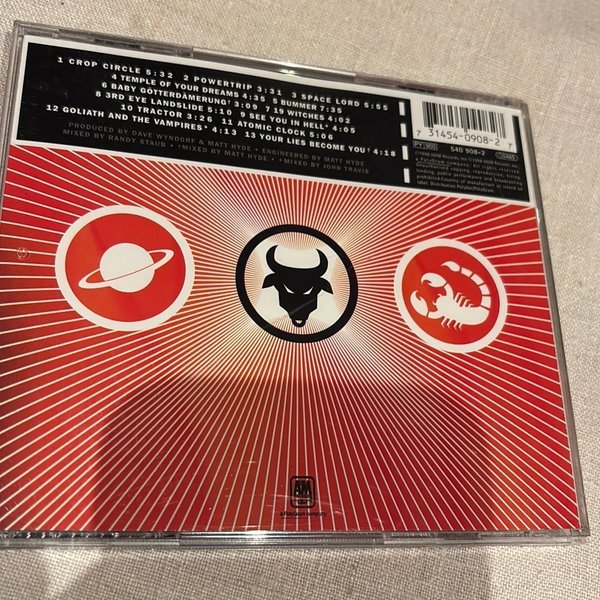 1 CROP CIRCLE 5:32 2 POWERTRIP 3:31 3 SPACE LORD 5:55
4 TEMPLE OF YOUR DREAMS 4:35 5 BUMMER 7:35
6 BABY GÖTTERDÄMERUNG* 3:09 7 19 WITCHES 4:02
8 3RD EYE LANDSLIDE 5:10 9 SEE YOU IN HELL* 4:05
10 TRACTOR 3:26 11 ATOMIC CLOCK 5:06
12 GOLIATH AND THE VAMPIRES* 4:13 13 YOUR LIES BECOME YOU* 4:16
PRODUCED BY DAVE WYNDORF & MATT HYDE • ENGINEERED BY MATT HYDE
MIXED BY RANDY STAUB • *MIXED BY MATT HYDE • *MIXED BY JOHN TRAVIS
7 31454-0908-2 7
PY 900 540 908-2
A&M